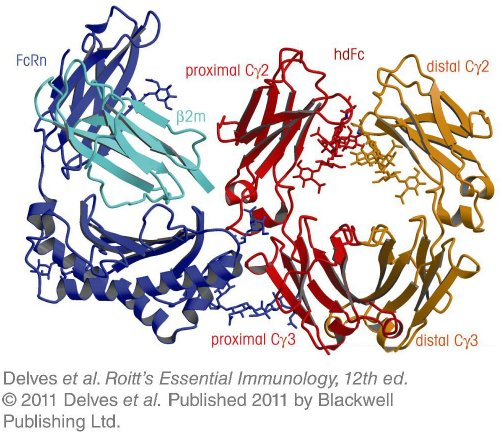 FcRn
β2m
proximal Cγ2
hdFc
distal Cγ2
proximal Cγ3
distal Cγ3
Delves et al. Roitt's Essential Immunology, 12th ed.
© 2011 Delves et al. Published 2011 by Blackwell
Publishing Ltd.